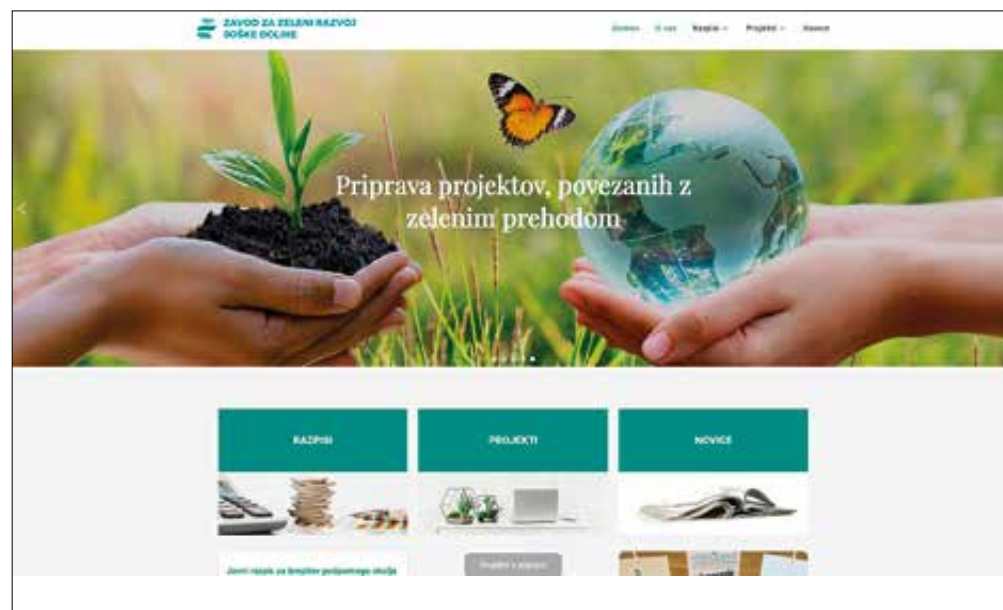 ZAVOD ZA ZELENI RAZVOJ
SOŠKE DOLINE
Domov O nas Razpisi Projekti Novice
Priprava projektov, povezanih z
zelenim prehodom
RAZPISI
PROJEKTI
NOVICE
Javni razpis za krepitev podpornega okolja